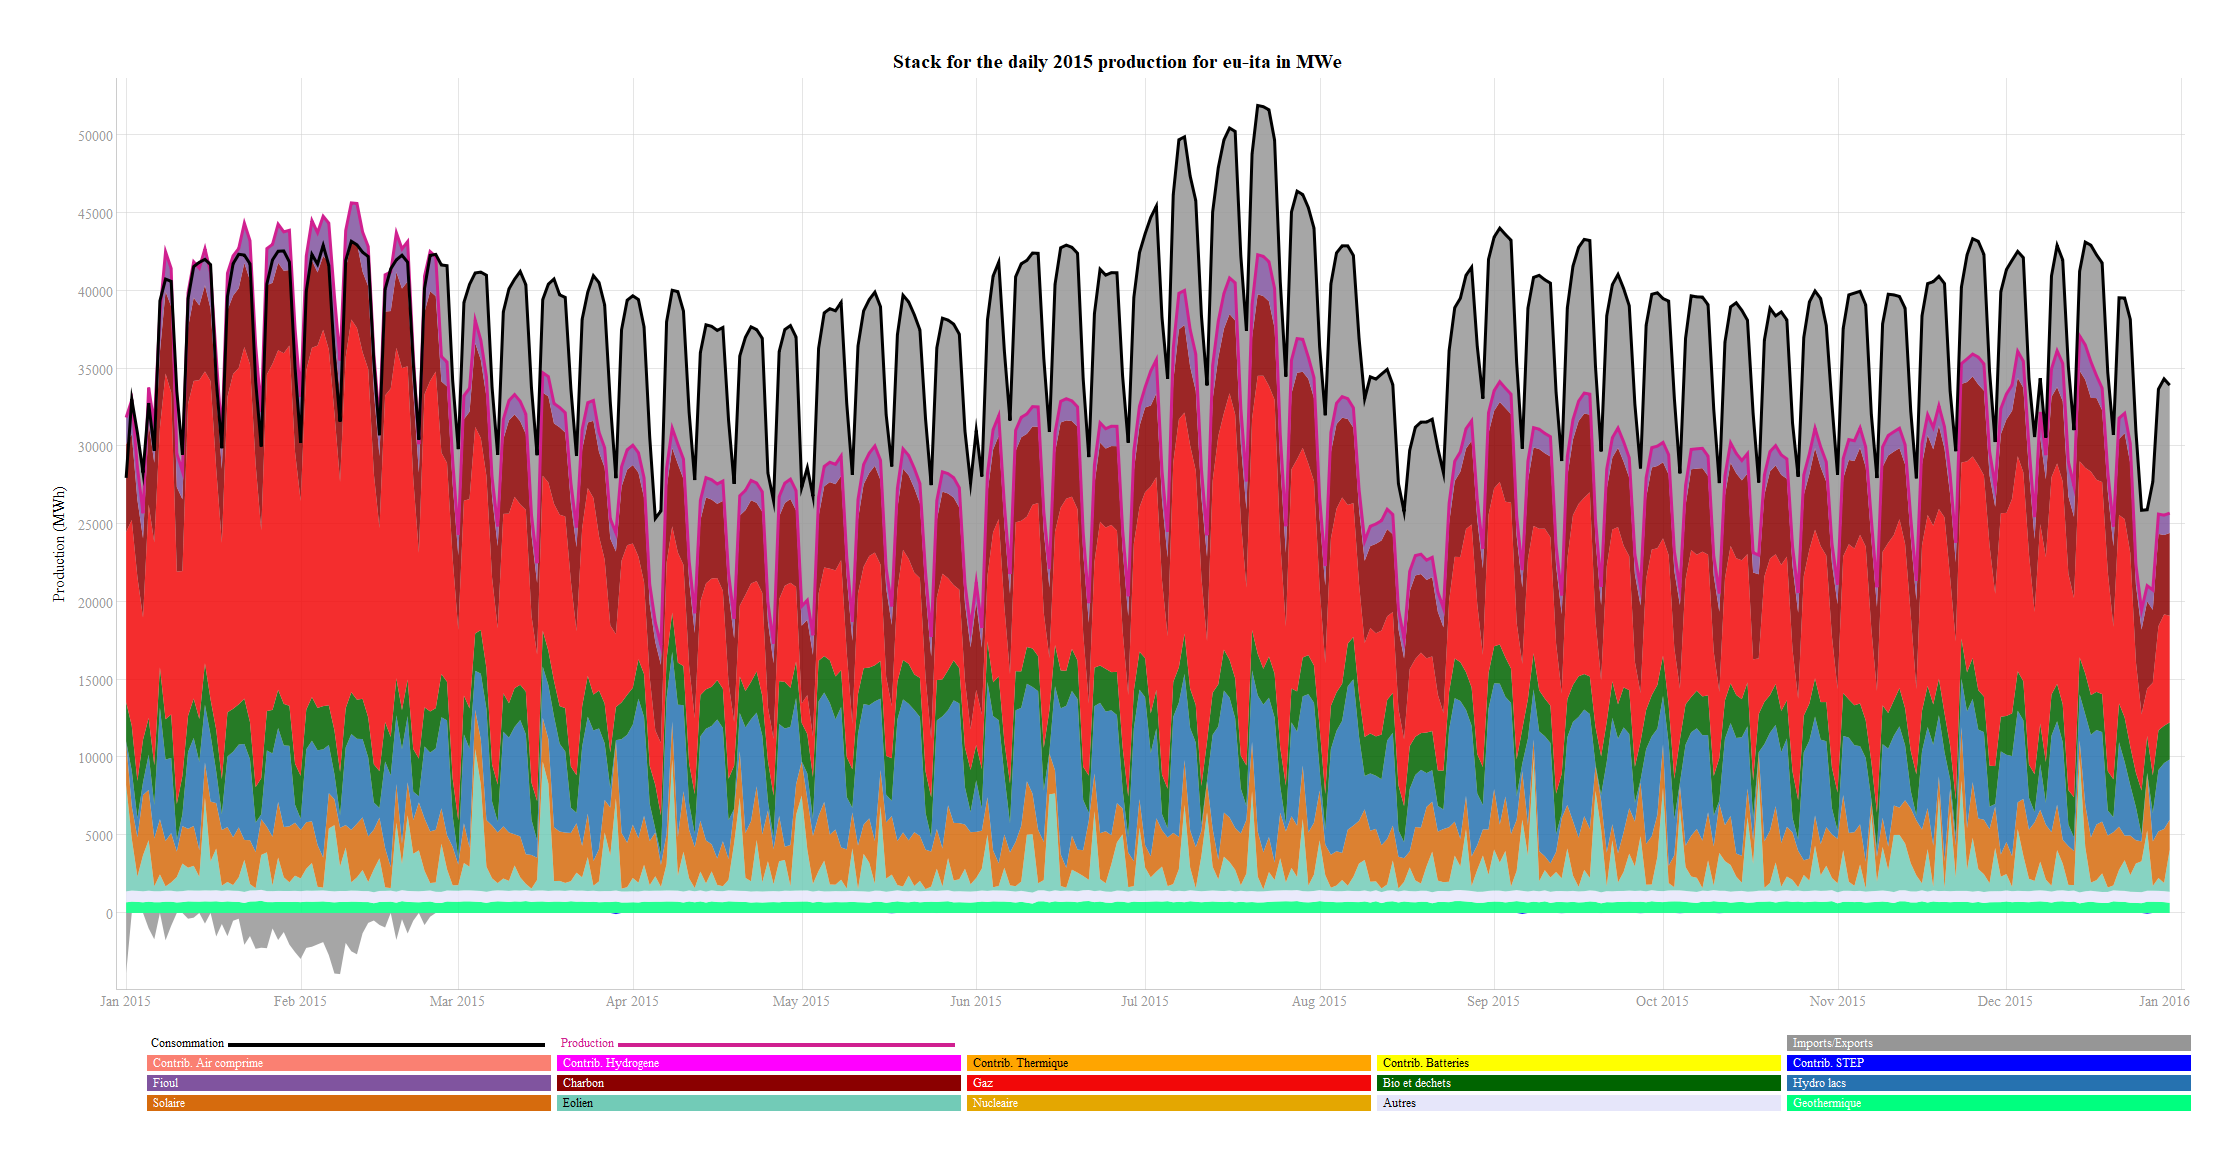 Stack for the daily 2015 production for eu-ita in MWe
50000
45000
40000
35000
30000
25000
20000
15000
10000
5000
0
Production (MWh)
Jan 2015 Feb 2015 Mar 2015 Apr 2015 May 2015 Jun 2015 Jul 2015 Aug 2015 Sep 2015 Oct 2015 Nov 2015 Dec 2015 Jan 2016
Consommation Production Imports/Exports
Contrib. Air comprime Contrib. Hydrogene Contrib. Thermique Contrib. Batteries Contrib. STEP
Fioul Charbon Gaz Bio et dechets Hydro lacs
Solaire Eolien Nucleaire Autres Geothermique